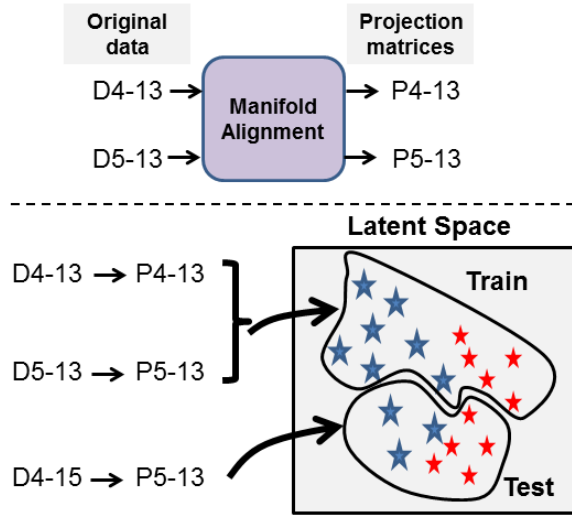 Original data
Projection matrices
D4-13
P4-13
Manifold Alignment
D5-13
P5-13
Latent Space
D4-13
P4-13
Train
D5-13
P5-13
D4-15
P5-13
Test